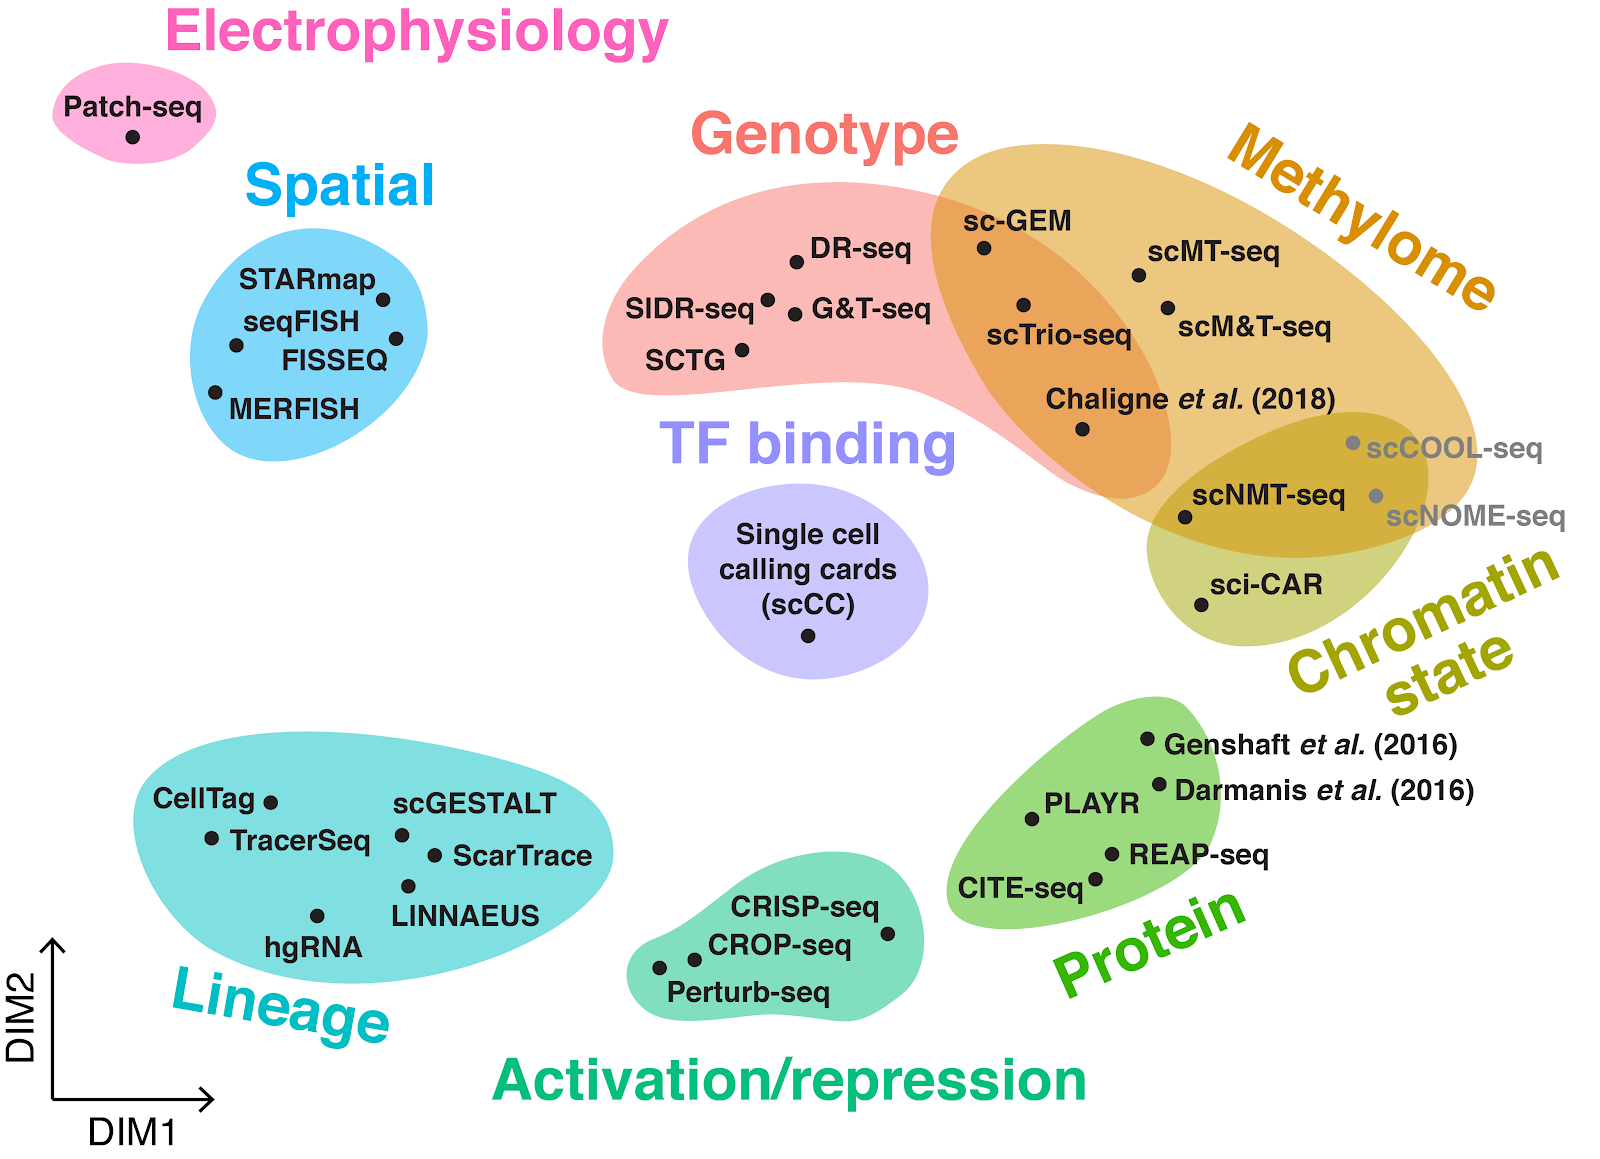 Electrophysiology
Patch-seq
Spatial
STARmap
seqFISH
FISSEQ
MERFISH
Genotype
DR-seq
SIDR-seq
G&T-seq
SCTG
Methylome
sc-GEM
scMT-seq
scTrio-seq
scM&T-seq
Chaligne et al. (2018)
scCOOL-seq
scNMT-seq
scNOME-seq
sci-CAR
Chromatin
state
TF binding
Single cell
calling cards
(scCC)
Genshaft et al. (2016)
Darmanis et al. (2016)
PLAYR
REAP-seq
CITE-seq
Protein
CellTag
scGESTALT
TracerSeq
ScarTrace
LINNAEUS
hgRNA
Lineage
CRISP-seq
CROP-seq
Perturb-seq
Activation/repression
DIM2
DIM1